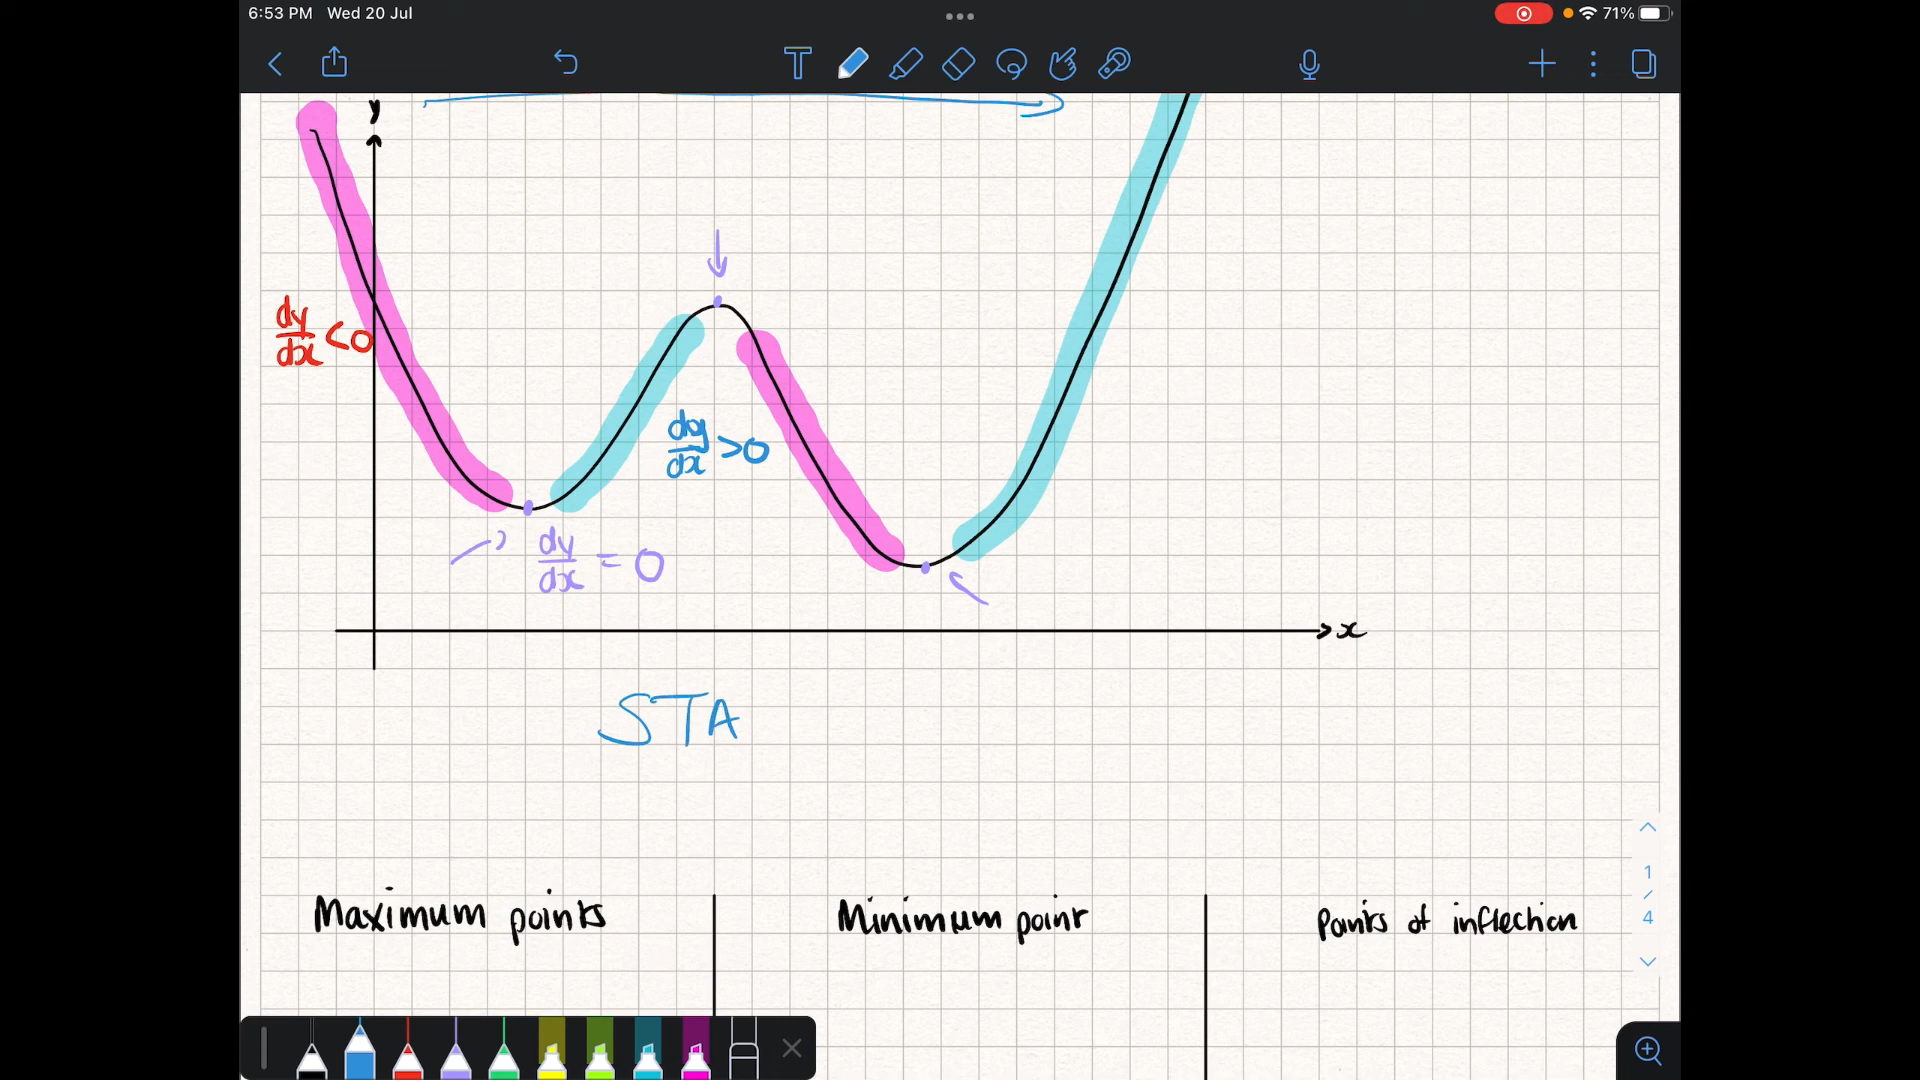 6:53 PM Wed 20 Jul
71%
y
dy/dx < 0
dy/dx > 0
dy/dx = 0
x
STA
Maximum points
Minimum point
Points of inflection
1
/
4